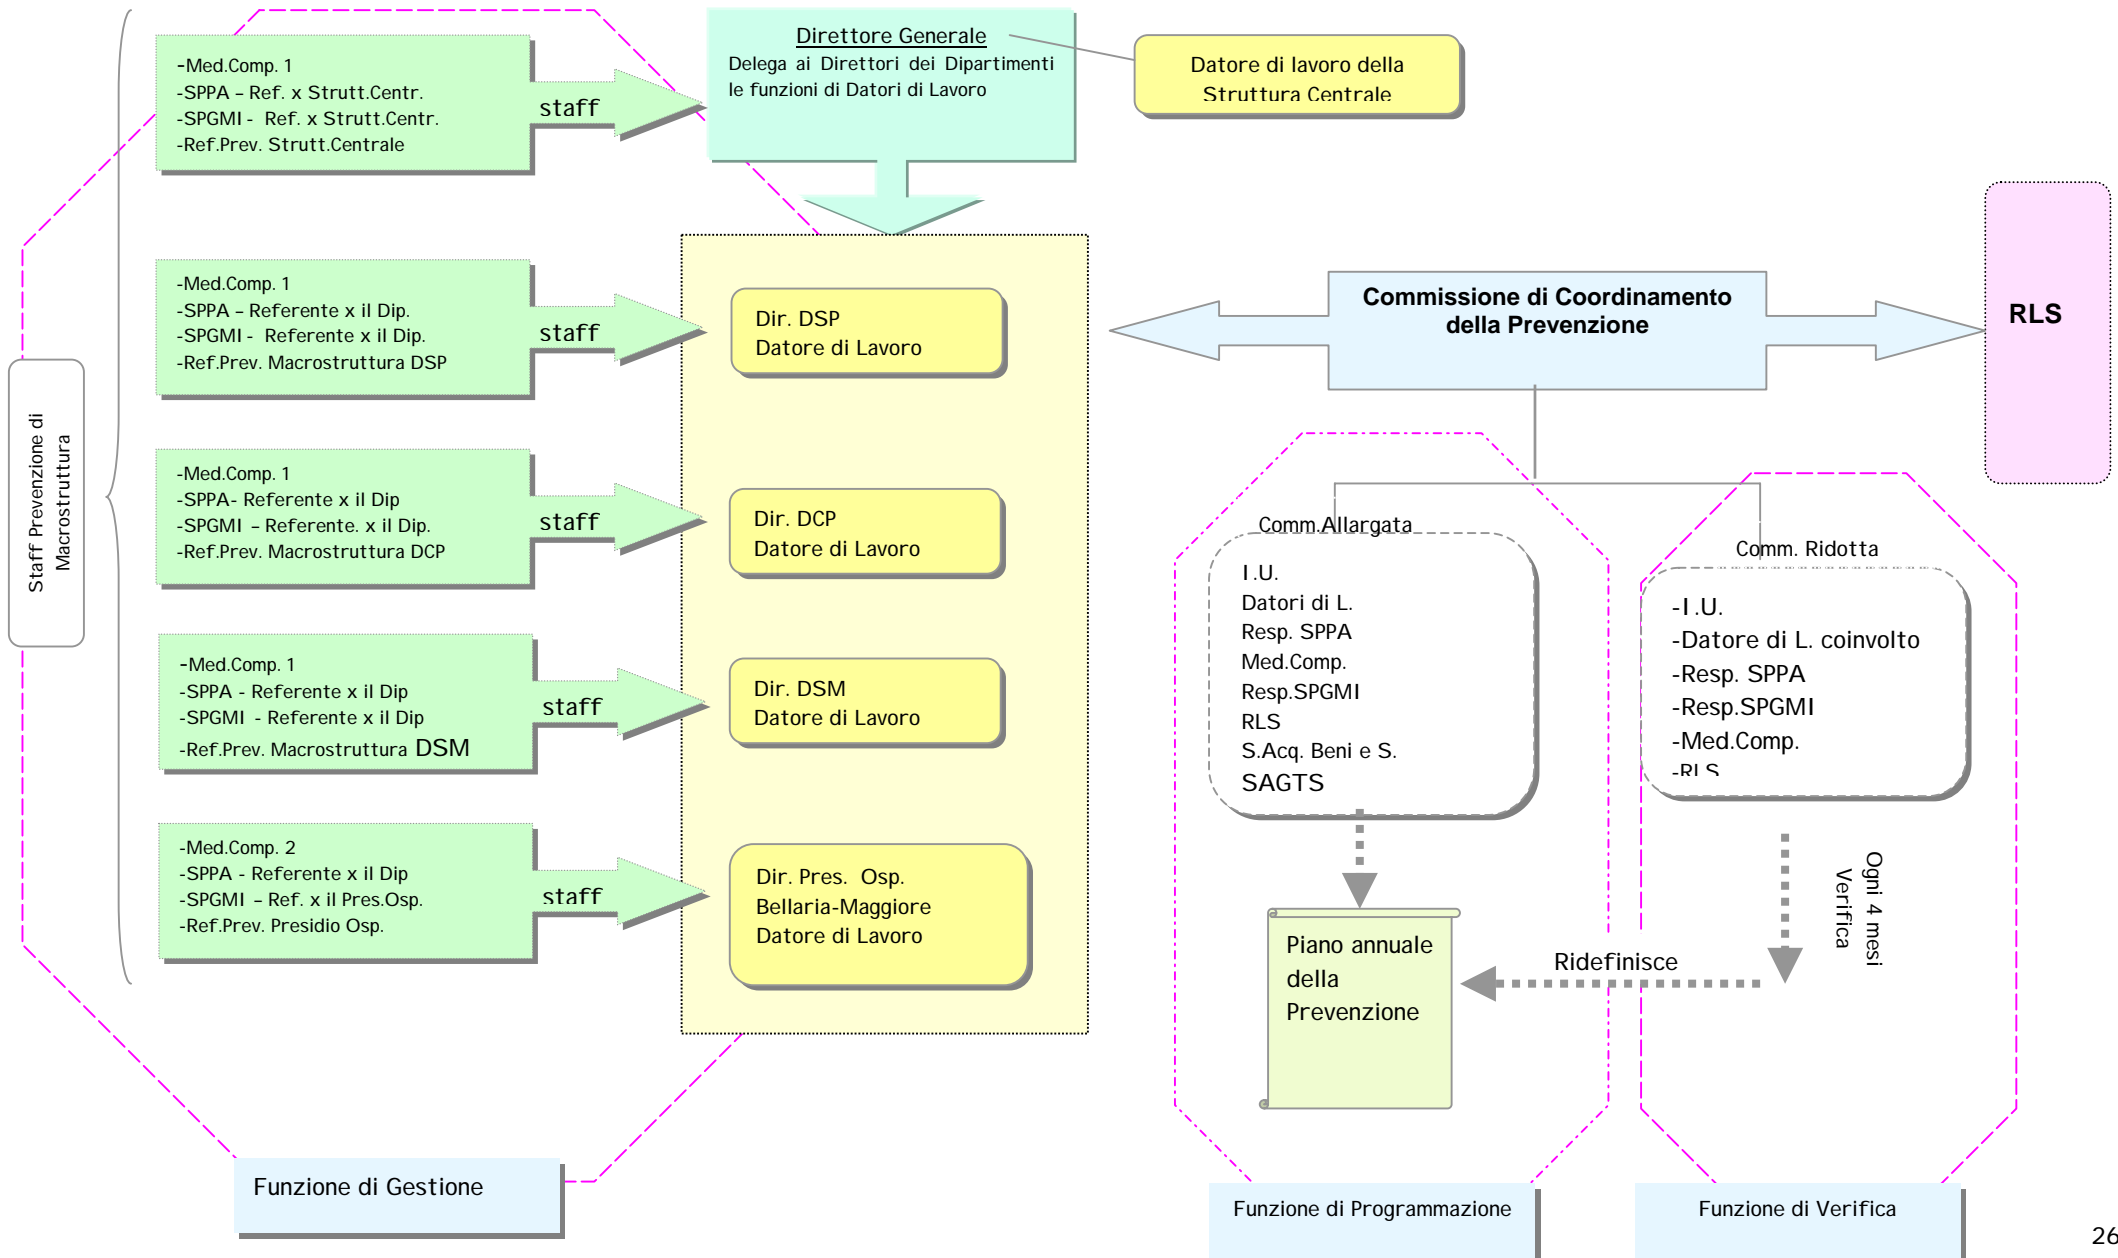 -Med.Comp. 1
-SPPA – Ref. x Strutt.Centr.
-SPGMI - Ref. x Strutt.Centr.
-Ref.Prev. Strutt.Centrale
staff
Direttore Generale
Delega ai Direttori dei Dipartimenti
le funzioni di Datori di Lavoro
Datore di lavoro della
Struttura Centrale
Staff Prevenzione di
Macrostruttura
-Med.Comp. 1
-SPPA – Referente x il Dip.
-SPGMI - Referente x il Dip.
-Ref.Prev. Macrostruttura DSP
staff
Dir. DSP
Datore di Lavoro
-Med.Comp. 1
-SPPA- Referente x il Dip
-SPGMI – Referente. x il Dip.
-Ref.Prev. Macrostruttura DCP
staff
Dir. DCP
Datore di Lavoro
-Med.Comp. 1
-SPPA - Referente x il Dip
-SPGMI - Referente x il Dip
-Ref.Prev. Macrostruttura DSM
staff
Dir. DSM
Datore di Lavoro
-Med.Comp. 2
-SPPA - Referente x il Dip
-SPGMI – Ref. x il Pres.Osp.
-Ref.Prev. Presidio Osp.
staff
Dir. Pres. Osp.
Bellaria-Maggiore
Datore di Lavoro
Funzione di Gestione
Commissione di Coordinamento
della Prevenzione
RLS
Comm.Allargata
I.U.
Datori di L.
Resp. SPPA
Med.Comp.
Resp.SPGMI
RLS
S.Acq. Beni e S.
SAGTS
Comm. Ridotta
-I.U.
-Datore di L. coinvolto
-Resp. SPPA
-Resp.SPGMI
-Med.Comp.
-RLS
Ogni 4 mesi
Verifica
Ridefinisce
Piano annuale
della
Prevenzione
Funzione di Programmazione
Funzione di Verifica
26